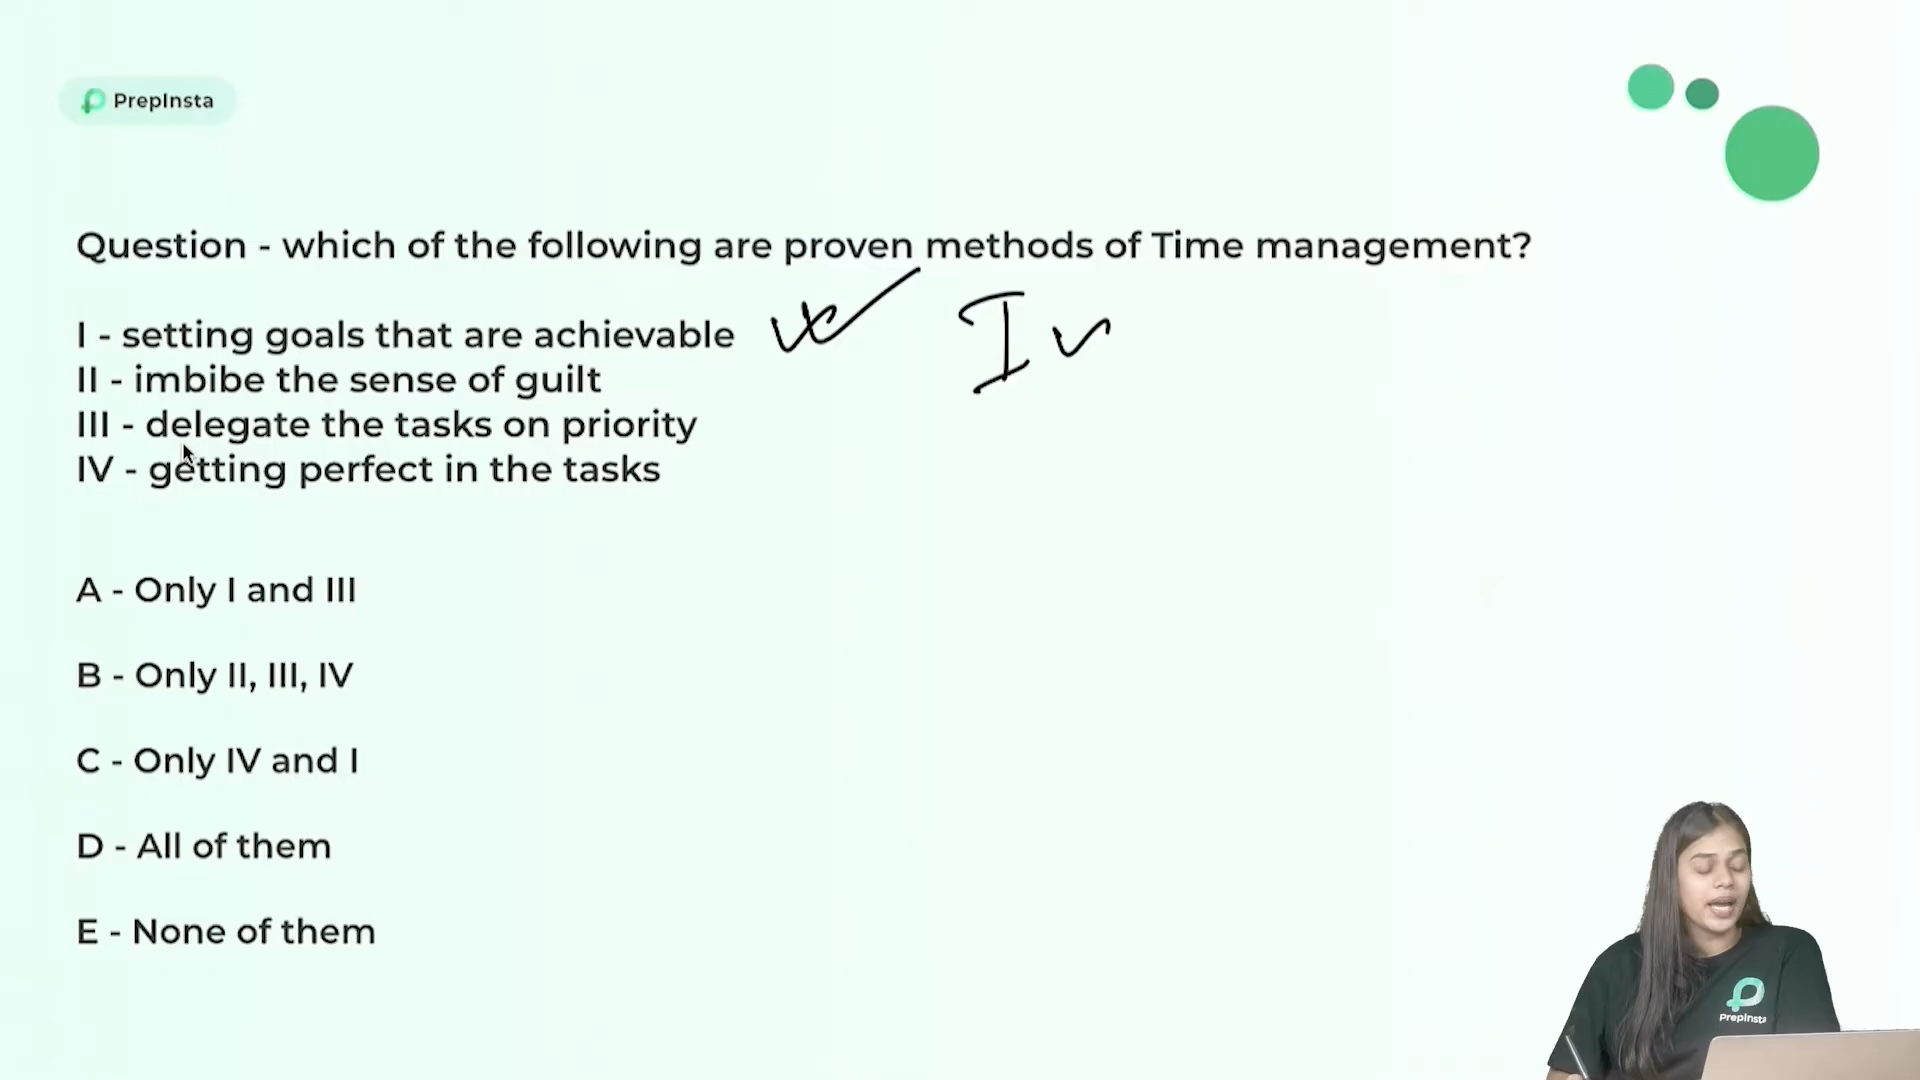 PrepInsta
Question - which of the following are proven methods of Time management?
I - setting goals that are achievable
I
II - imbibe the sense of guilt
III - delegate the tasks on priority
IV - getting perfect in the tasks
A - Only I and III
B - Only II, III, IV
C - Only IV and I
D - All of them
E - None of them
PrepInsta